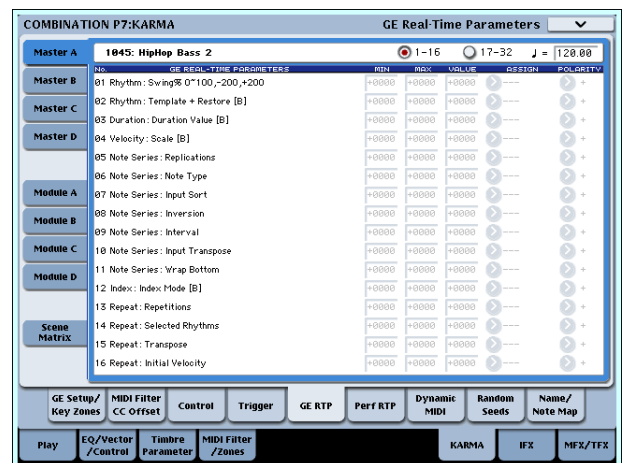 COMBINATION P7:KARMA GE Real-Time Parameters
Master A 1045: HipHop Bass 2 1-16 17-32 ♩ = 120.00
No. GE REAL-TIME PARAMETERS MIN MAX VALUE ASSIGN POLARITY
01 Rhythm: Swing% 0~100,-200,+200 +0000 +0000 +0000 --- +
Master B
02 Rhythm: Template + Restore [B] +0000 +0000 +0000 --- +
Master C
03 Duration: Duration Value [B] +0000 +0000 +0000 --- +
Master D
04 Velocity: Scale [B] +0000 +0000 +0000 --- +
05 Note Series: Replications +0000 +0000 +0000 --- +
06 Note Series: Note Type +0000 +0000 +0000 --- +
Module A
07 Note Series: Input Sort +0000 +0000 +0000 --- +
Module B
08 Note Series: Inversion +0000 +0000 +0000 --- +
09 Note Series: Interval +0000 +0000 +0000 --- +
Module C
10 Note Series: Input Transpose +0000 +0000 +0000 --- +
Module D
11 Note Series: Wrap Bottom +0000 +0000 +0000 --- +
12 Index: Index Mode [B] +0000 +0000 +0000 --- +
13 Repeat: Repetitions +0000 +0000 +0000 --- +
Scene
Matrix
14 Repeat: Selected Rhythms +0000 +0000 +0000 --- +
15 Repeat: Transpose +0000 +0000 +0000 --- +
16 Repeat: Initial Velocity +0000 +0000 +0000 --- +
GE Setup/ MIDI Filter Control Trigger GE RTP Perf RTP Dynamic Random Name/
Key Zones CC Offset MIDI Seeds Note Map
Play EQ/Vector Timbre MIDI Filter KARMA IFX MFX/TFX
/Control Parameter /Zones